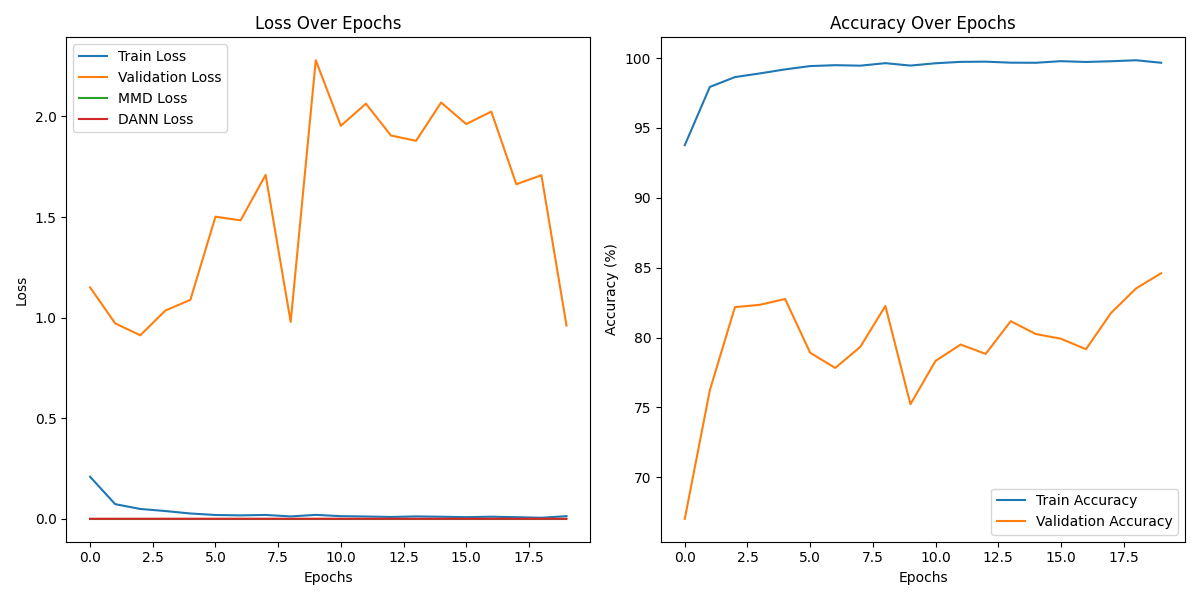 Loss Over Epochs
Train Loss
Validation Loss
MMD Loss
DANN Loss
2.0
1.5
1.0
0.5
0.0
Loss
0.0 2.5 5.0 7.5 10.0 12.5 15.0 17.5
Epochs
Accuracy Over Epochs
100
95
90
85
80
75
70
Accuracy (%)
Train Accuracy
Validation Accuracy
0.0 2.5 5.0 7.5 10.0 12.5 15.0 17.5
Epochs